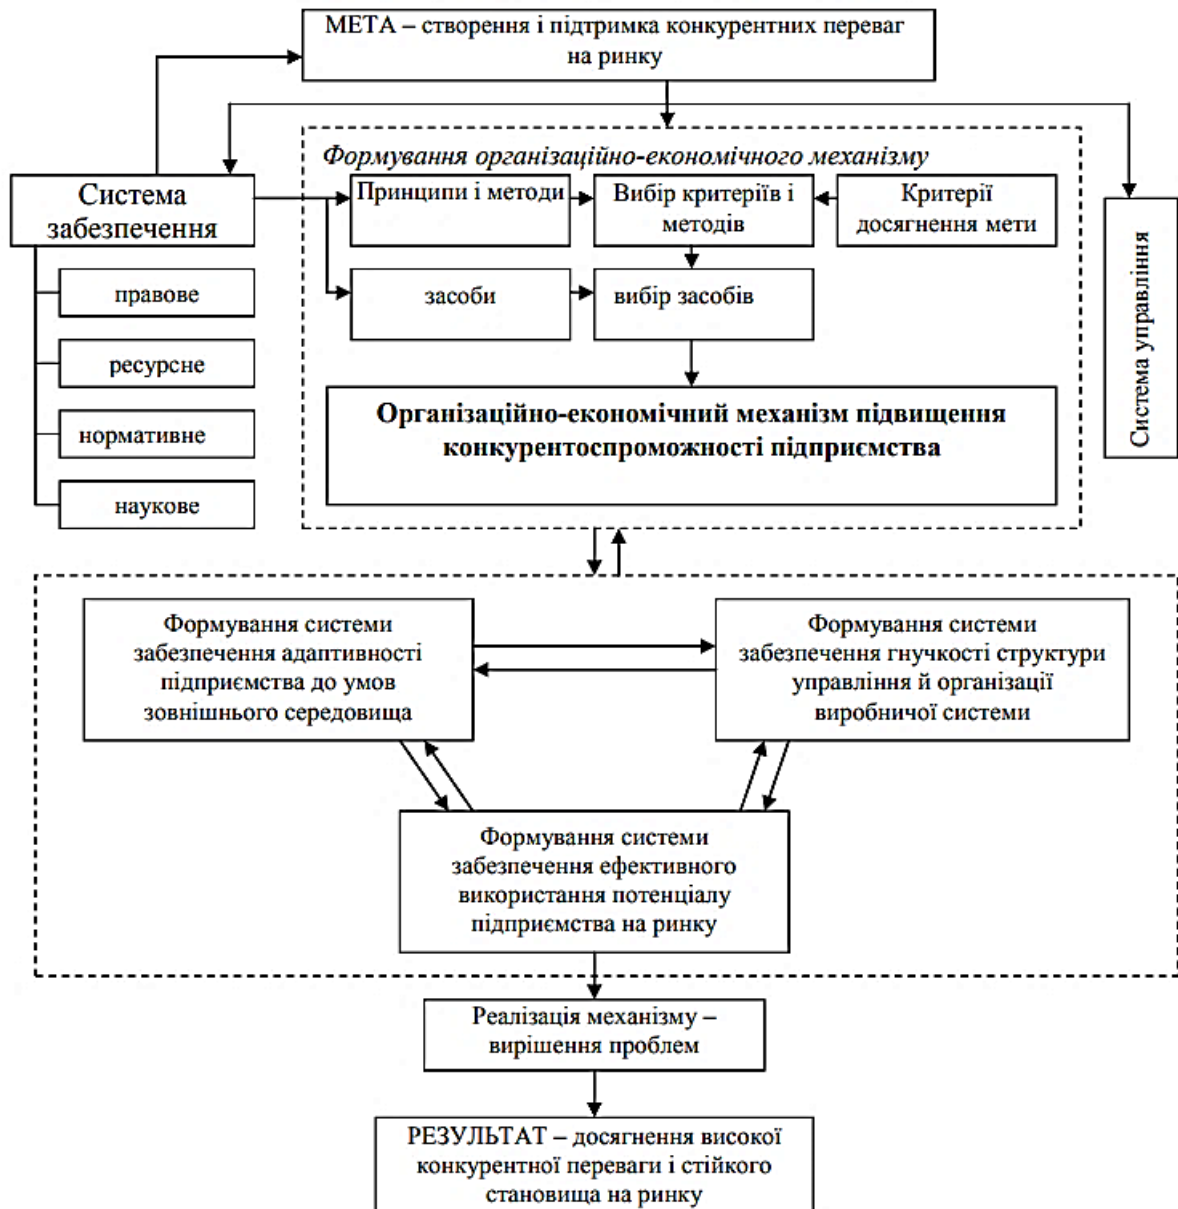 МЕТА – створення і підтримка конкурентних переваг
на ринку
Формування організаційно-економічного механізму
Система
забезпечення
Принципи і методи
Вибір критеріїв і
методів
Критерії
досягнення мети
Система управління
правове
засоби
вибір засобів
ресурсне
нормативне
наукове
Організаційно-економічний механізм підвищення
конкурентоспроможності підприємства
Формування системи
забезпечення адаптивності
підприємства до умов
зовнішнього середовища
Формування системи
забезпечення гнучкості структури
управління й організації
виробничої системи
Формування системи
забезпечення ефективного
використання потенціалу
підприємства на ринку
Реалізація механізму –
вирішення проблем
РЕЗУЛЬТАТ – досягнення високої
конкурентної переваги і стійкого
становища на ринку